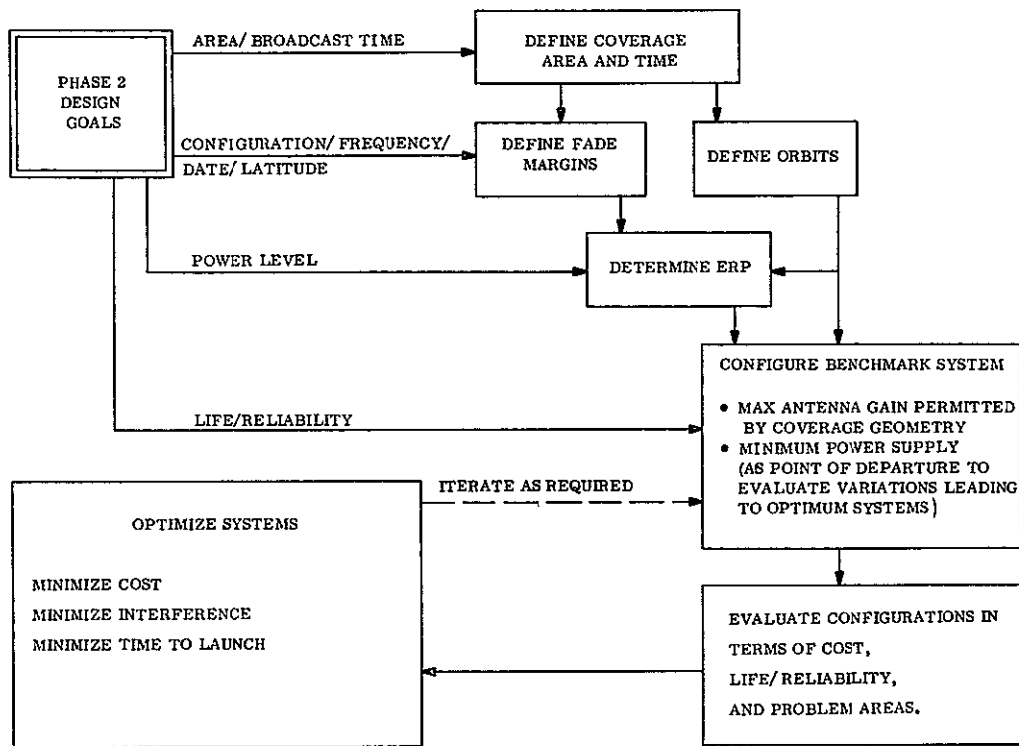 PHASE 2
DESIGN
GOALS
AREA/ BROADCAST TIME
DEFINE COVERAGE
AREA AND TIME
CONFIGURATION/ FREQUENCY/
DATE/ LATITUDE
DEFINE FADE
MARGINS
DEFINE ORBITS
POWER LEVEL
DETERMINE ERP
LIFE/RELIABILITY
CONFIGURE BENCHMARK SYSTEM
• MAX ANTENNA GAIN PERMITTED
BY COVERAGE GEOMETRY
• MINIMUM POWER SUPPLY
(AS POINT OF DEPARTURE TO
EVALUATE VARIATIONS LEADING
TO OPTIMUM SYSTEMS)
ITERATE AS REQUIRED
OPTIMIZE SYSTEMS
MINIMIZE COST
MINIMIZE INTERFERENCE
MINIMIZE TIME TO LAUNCH
EVALUATE CONFIGURATIONS IN
TERMS OF COST,
LIFE/ RELIABILITY,
AND PROBLEM AREAS.